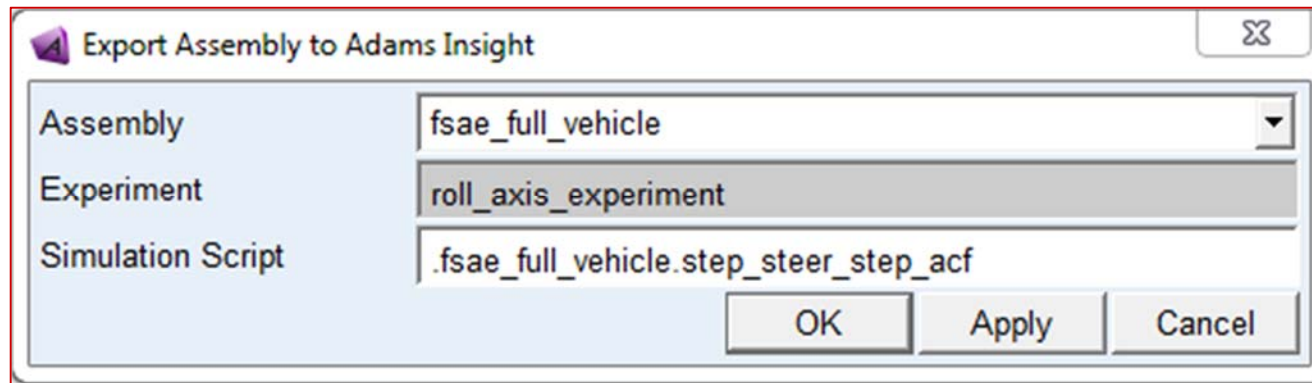 Export Assembly to Adams Insight
Assembly fsae_full_vehicle
Experiment roll_axis_experiment
Simulation Script .fsae_full_vehicle.step_steer_step_acf
OK Apply Cancel